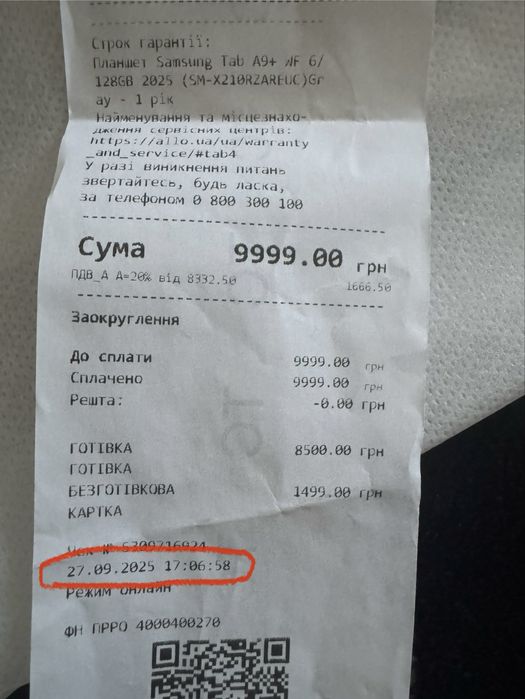 Строк гарантії:
Планшет Samsung Tab A9+ WF 6/
128GB 2025 (SM-X210RZAREUC)Gr
ay - 1 рік
Найменування та місцезнахо-
дження сервісних центрів:
https://allo.ua/ua/warranty
_and_service/#tab4
У разі виникнення питань
звертайтесь, будь ласка,
за телефоном 0 800 300 100
Сума 9999.00 грн
ПДВ_А А=20% від 8332.50 1666.50
Заокруглення
До сплати 9999.00 грн
Сплачено 9999.00 грн
Решта: -0.00 грн
ГОТІВКА 8500.00 грн
ГОТІВКА
БЕЗГОТІВКОВА 1499.00 грн
КАРТКА
Чек № 5309716924
27.09.2025 17:06:58
Режим онлайн
ФН ПРРО 4000400270